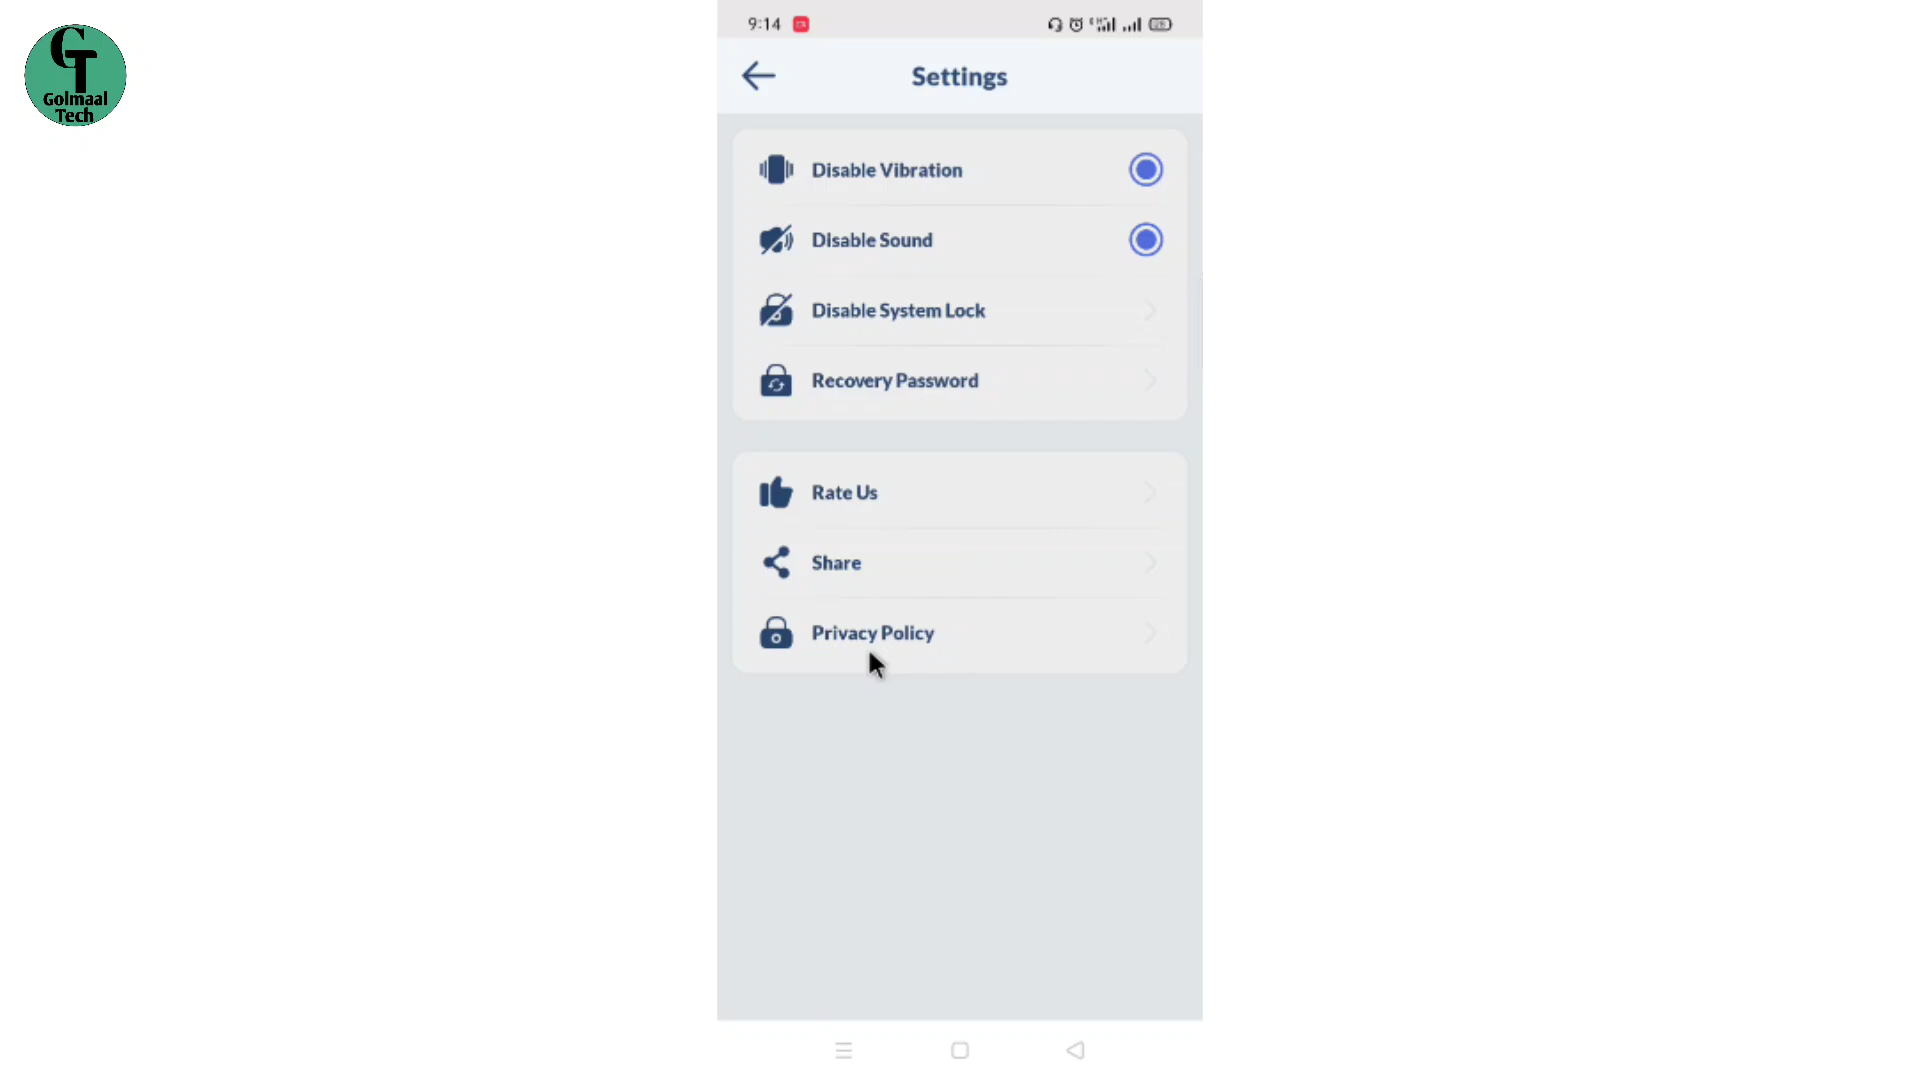 GT
Golmaal
Tech
9:14
Settings
Disable Vibration
Disable Sound
Disable System Lock
Recovery Password
Rate Us
Share
Privacy Policy